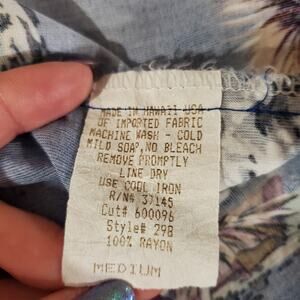 MADE IN HAWAII USA
OF IMPORTED FABRIC
MACHINE WASH - COLD
MILD SOAP, NO BLEACH
REMOVE PROMPTLY
LINE DRY
USE COOL IRON
R/N# 37145
Cut# 600096
Style# 29B
100% RAYON
MEDIUM